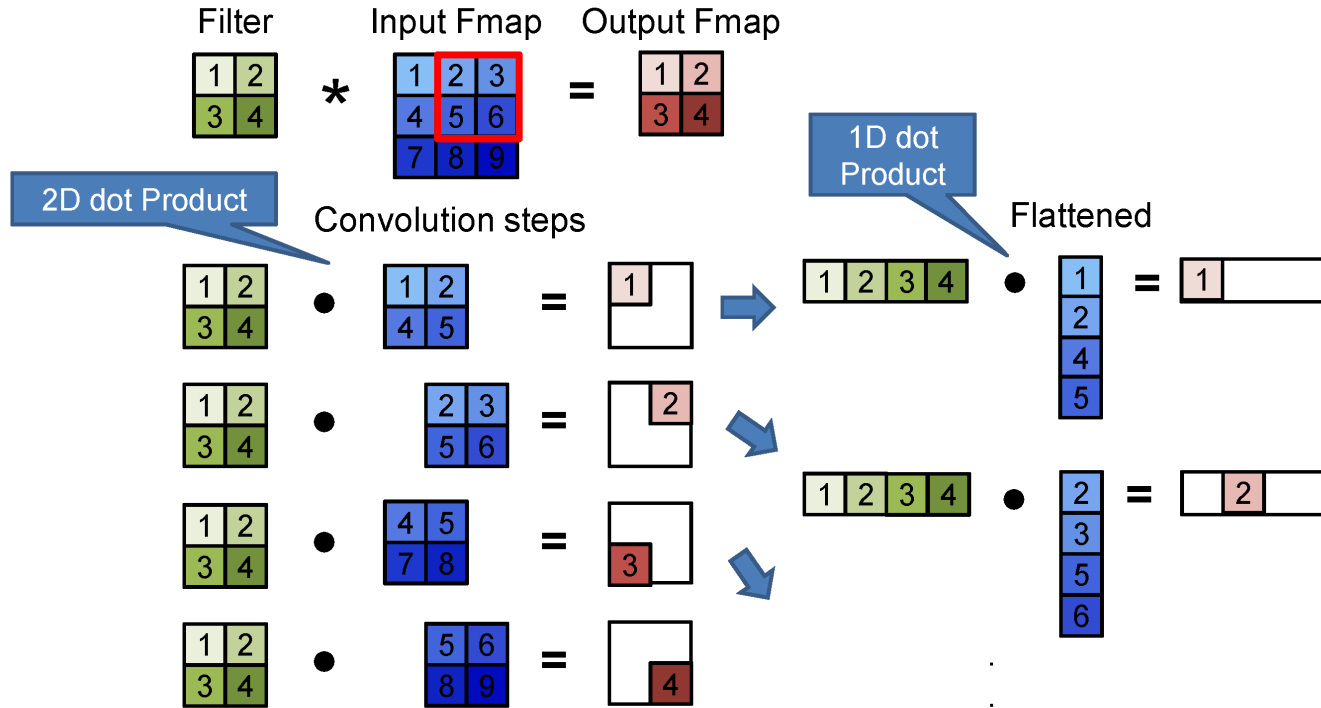 Filter Input Fmap Output Fmap
1 2 * 1 2 3 = 1 2
3 4 4 5 6 3 4
7 8 9
2D dot Product
1D dot
Product
Convolution steps
Flattened
1 2 • 1 2 = 1
3 4 4 5
1 2 3 4 • 1 = 1
2
4
5
1 2 • 2 3 = 2
3 4 5 6
1 2 3 4 • 2 = 2
3
5
6
1 2 • 4 5 = 3
3 4 7 8
1 2 • 5 6 = 4
3 4 8 9
.
.